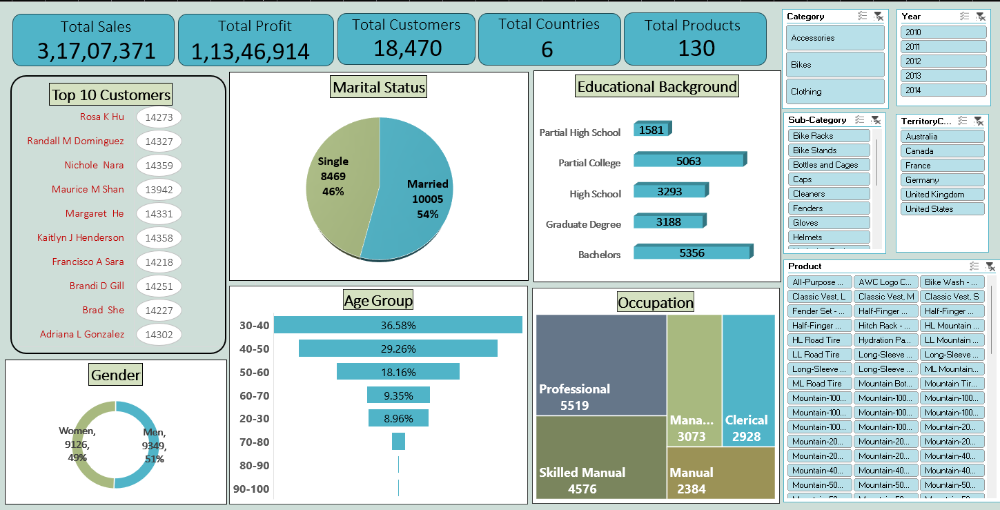 Total Sales
3,17,07,371
Total Profit
1,13,46,914
Total Customers
18,470
Total Countries
6
Total Products
130
Top 10 Customers
Rosa K Hu 14273
Randall M Dominguez 14327
Nichole Nara 14359
Maurice M Shan 13942
Margaret He 14331
Kaitlyn J Henderson 14358
Francisco A Sara 14218
Brandi D Gill 14251
Brad She 14227
Adriana L Gonzalez 14302
Gender
Women,
9126,
49%
Men,
9349,
51%
Marital Status
Single
8469
46%
Married
10005
54%
Age Group
30-40 36.58%
40-50 29.26%
50-60 18.16%
60-70 9.35%
20-30 8.96%
70-80
80-90
90-100
Educational Background
Partial High School 1581
Partial College 5063
High School 3293
Graduate Degree 3188
Bachelors 5356
Occupation
Professional
5519
Skilled Manual
4576
Mana...
3073
Clerical
2928
Manual
2384
Category
Accessories
Bikes
Clothing
Year
2010
2011
2012
2013
2014
Sub-Category
Bike Racks
Bike Stands
Bottles and Cages
Caps
Cleaners
Fenders
Gloves
Helmets
TerritoryC...
Australia
Canada
France
Germany
United Kingdom
United States
Product
All-Purpose ... AWC Logo C... Bike Wash - ...
Classic Vest, L Classic Vest, M Classic Vest, S
Fender Set - ... Half-Finger ... Half-Finger ...
Half-Finger ... Hitch Rack - ... HL Mountain ...
HL Road Tire Hydration Pa... LL Mountain ...
LL Road Tire Long-Sleeve ... Long-Sleeve ...
Long-Sleeve ... Long-Sleeve ... ML Mountain...
ML Road Tire Mountain Bot... Mountain Tir...
Mountain-100... Mountain-100... Mountain-100...
Mountain-100... Mountain-100... Mountain-100...
Mountain-100... Mountain-100... Mountain-20...
Mountain-20... Mountain-20... Mountain-20...
Mountain-20... Mountain-20... Mountain-40...
Mountain-40... Mountain-40... Mountain-50...
Mountain-50... Mountain-50... Mountain-50...